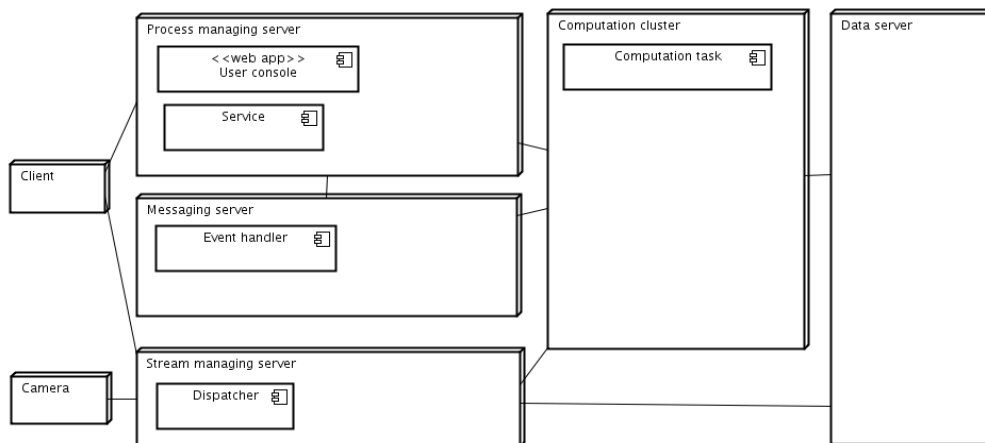 Process managing server
<<web app>>
User console
Service
Computation cluster
Computation task
Data server
Client
Messaging server
Event handler
Stream managing server
Camera
Dispatcher